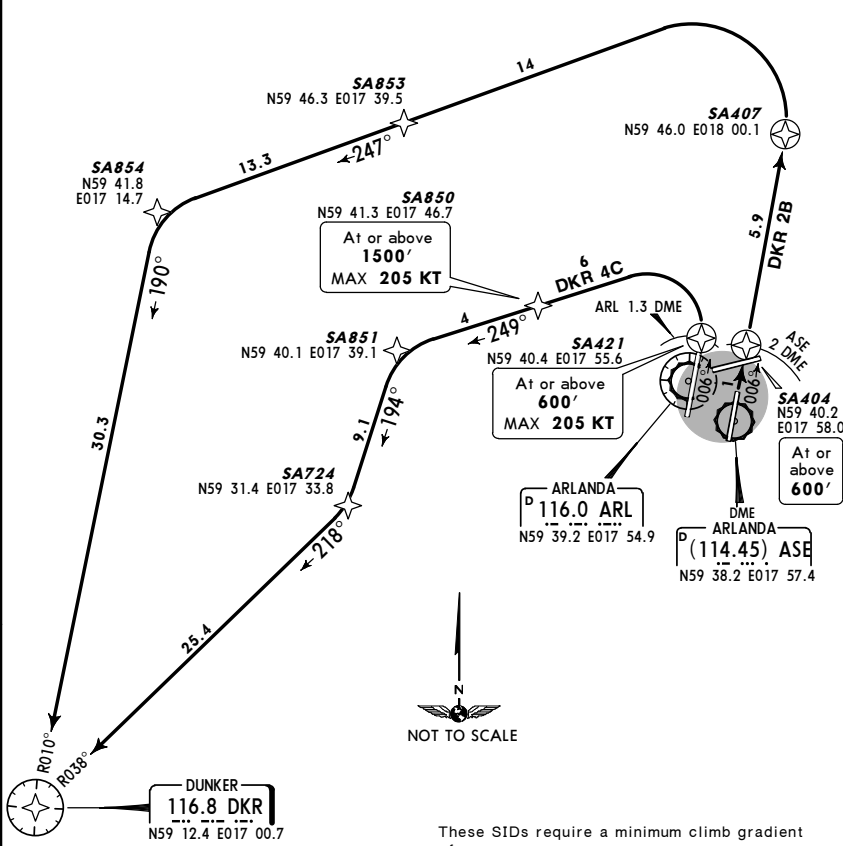 14
SA853
N59 46.3 E017 39.5
SA407
N59 46.0 E018 00.1
←247°
13.3
SA854
N59 41.8
E017 14.7
SA850
N59 41.3 E017 46.7
At or above
1500'
MAX 205 KT
5.9
DKR 2B
←190°
6
DKR 4C
ARL 1.3 DME
4
←249°
SA851
N59 40.1 E017 39.1
SA421
N59 40.4 E017 55.6
At or above
600'
MAX 205 KT
ASE
2 DME
006°
1
006°
SA404
N59 40.2
E017 58.0
At or
above
600'
←194°
9.1
30.3
SA724
N59 31.4 E017 33.8
←218°
ARLANDA
D 116.0 ARL
N59 39.2 E017 54.9
DME
ARLANDA
D (114.45) ASE
N59 38.2 E017 57.4
25.4
N
NOT TO SCALE
R010°
R038°
DUNKER
116.8 DKR
N59 12.4 E017 00.7
These SIDs require a minimum climb gradient